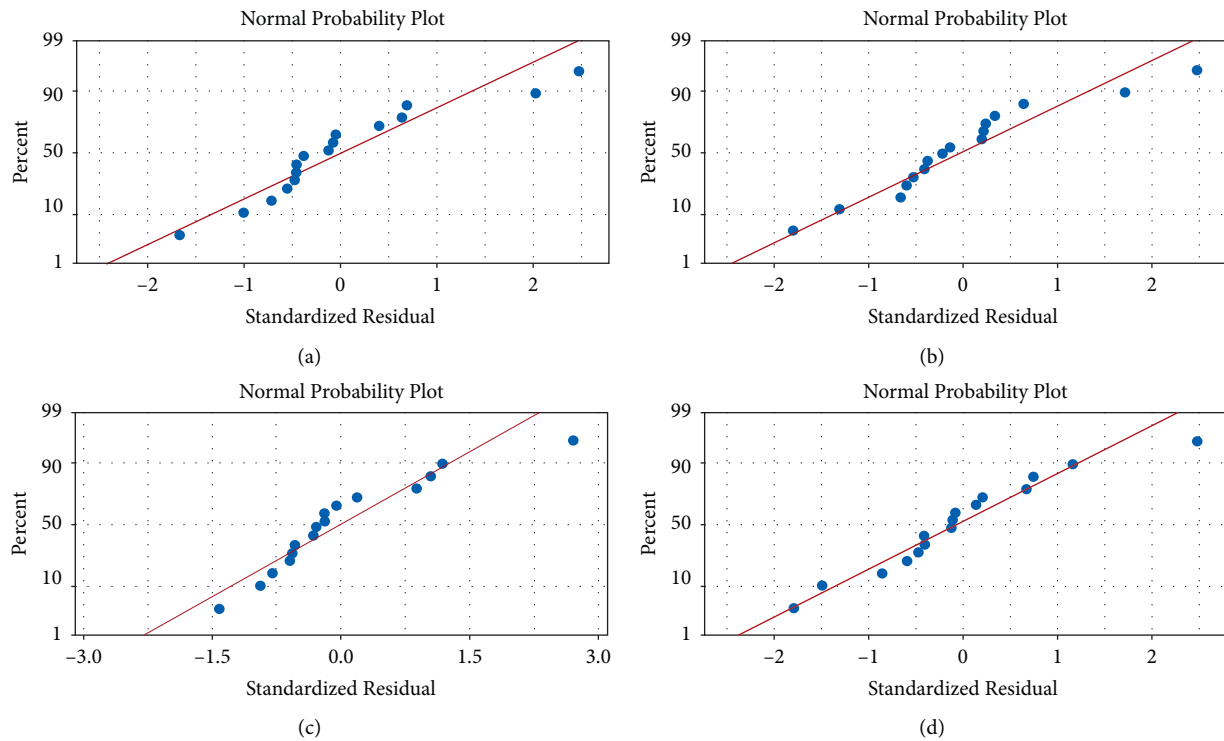 Normal Probability Plot
99
90
50
10
1
Percent
−2
−1
0
1
2
Standardized Residual
(a)
Normal Probability Plot
99
90
50
10
1
Percent
−2
−1
0
1
2
Standardized Residual
(b)
Normal Probability Plot
99
90
50
10
1
Percent
−3.0
−1.5
0.0
1.5
3.0
Standardized Residual
(c)
Normal Probability Plot
99
90
50
10
1
Percent
−2
−1
0
1
2
Standardized Residual
(d)